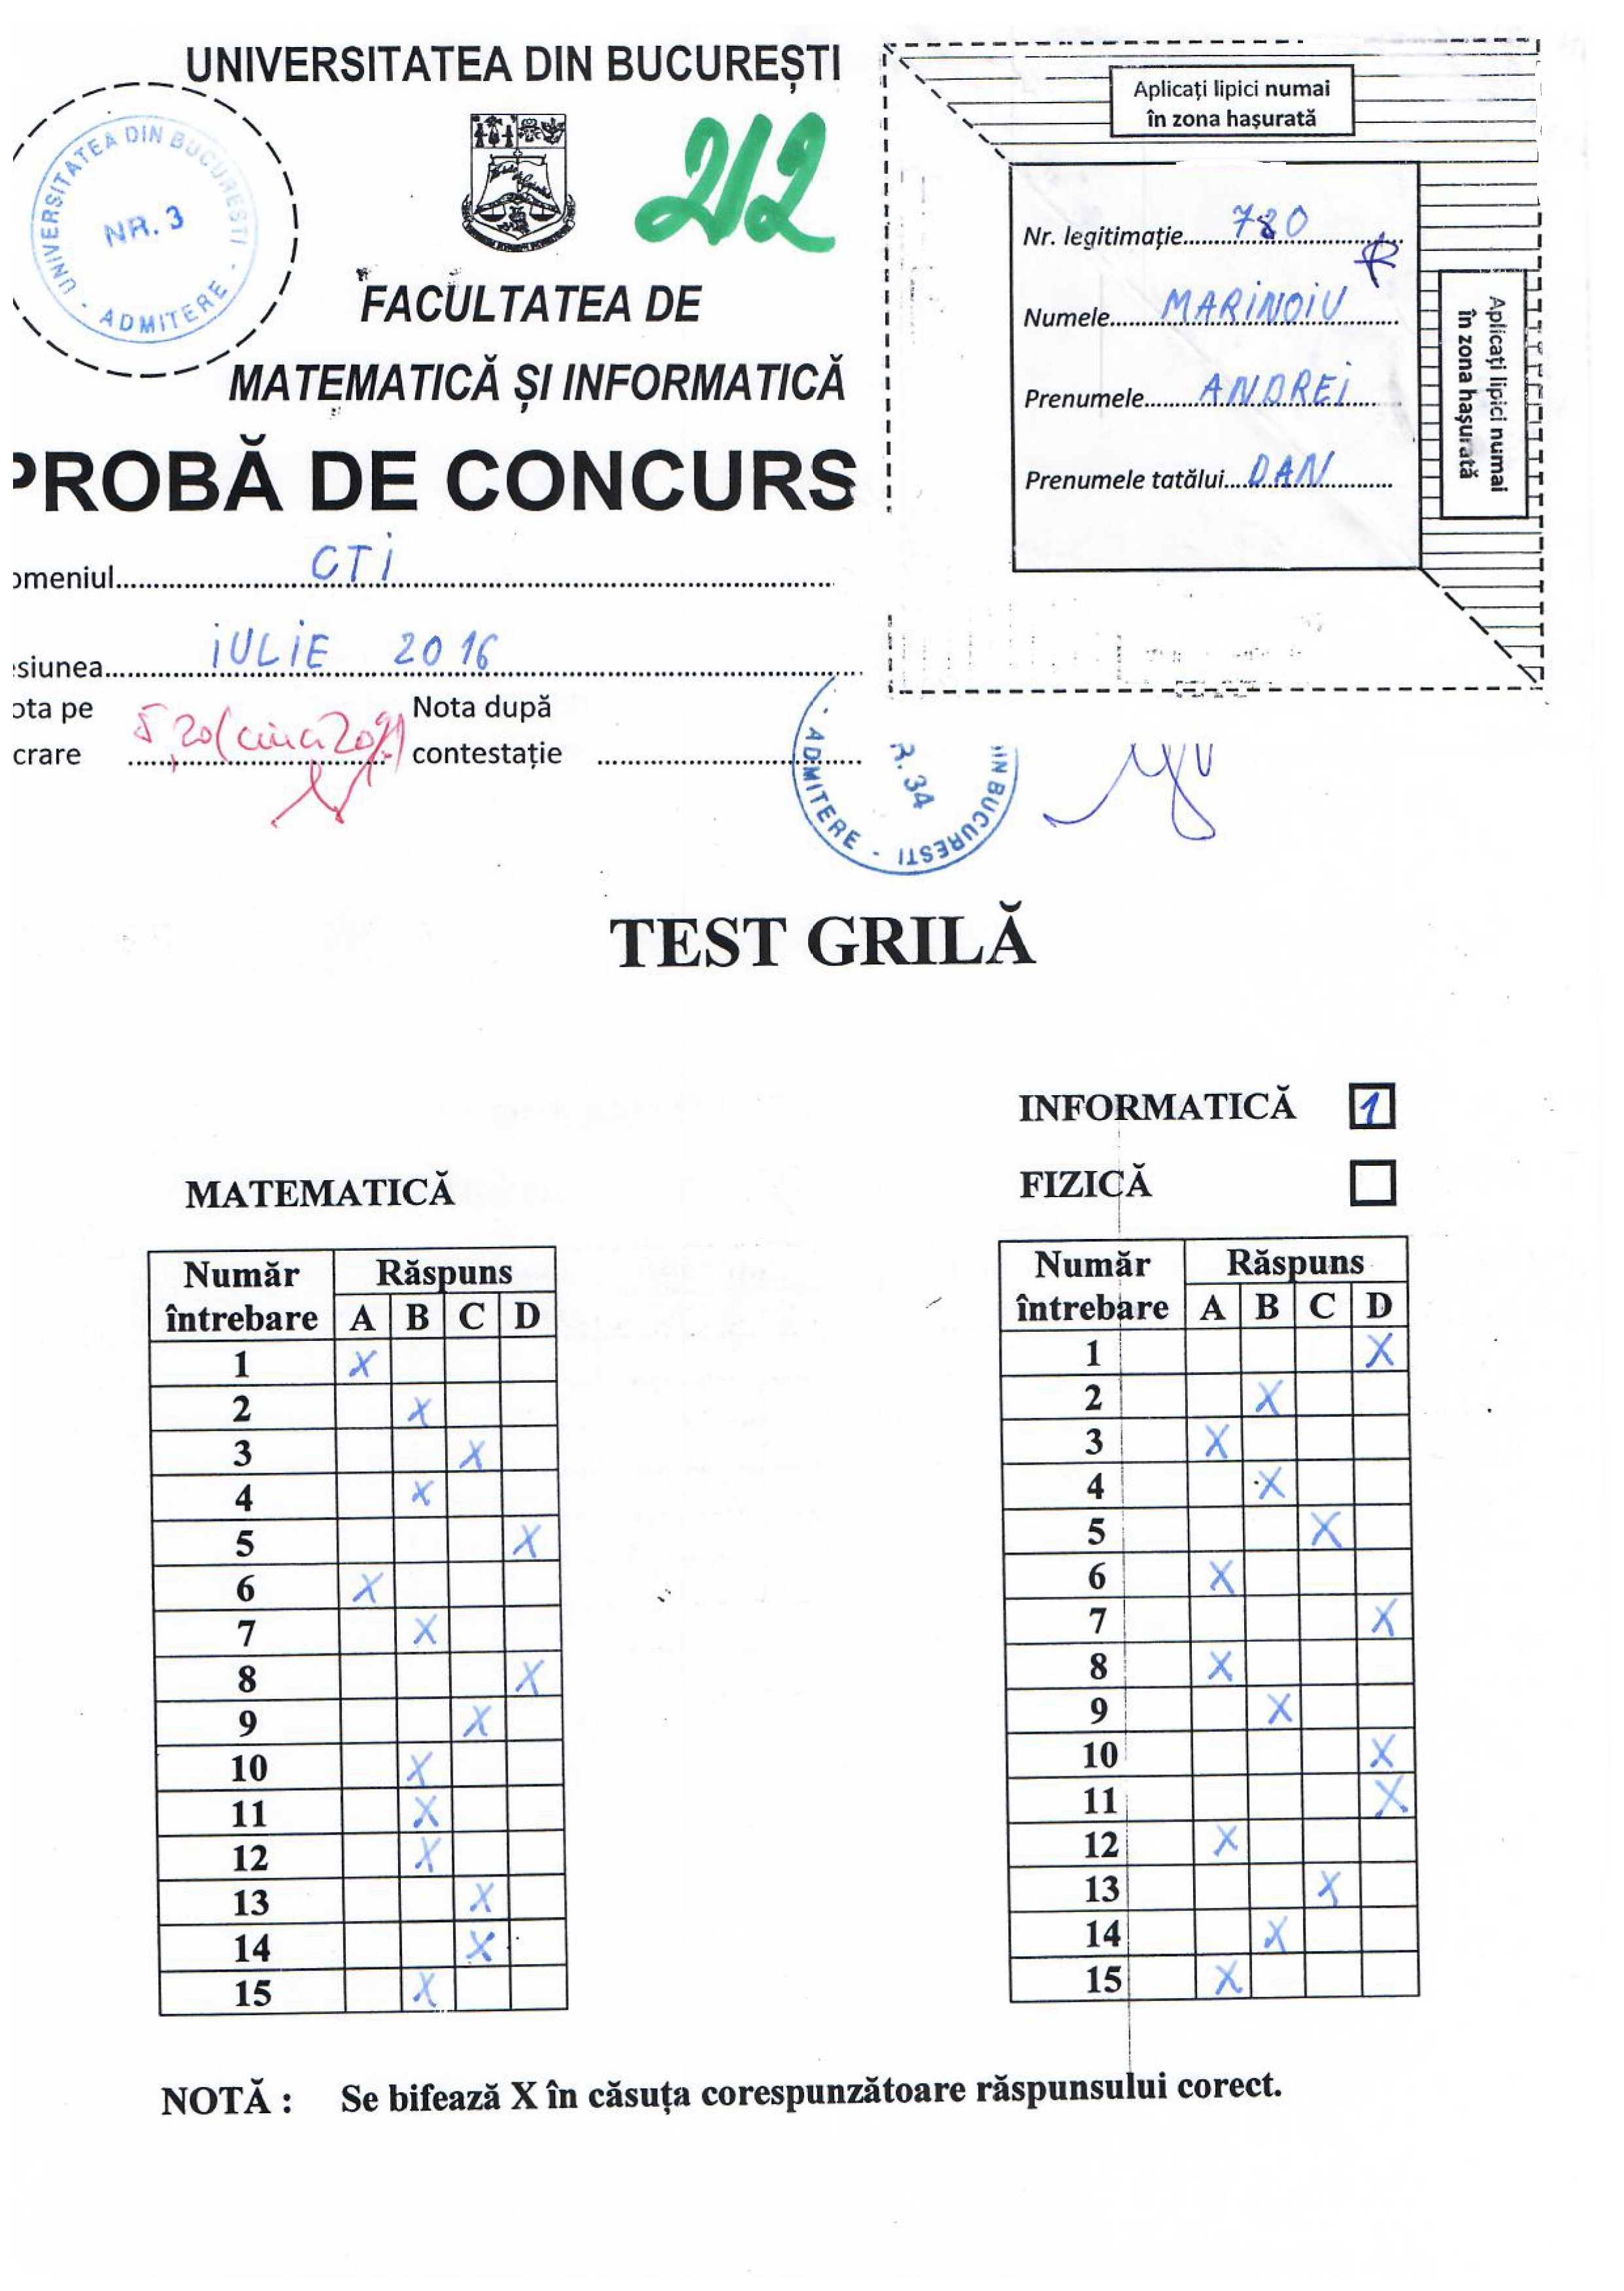 UNIVERSITATEA DIN BUCUREȘTI
UNIVERSITATEA DIN BUCURESTI - ADMITERE -
NR. 3
212
FACULTATEA DE
MATEMATICĂ ȘI INFORMATICĂ
PROBĂ DE CONCURS
omeniul CTI
siunea IULIE 2016
ota pe
crare 5,20 (cinci 20%)
Nota după
contestație
Aplicați lipici numai
în zona hașurată
Nr. legitimație 780
Numele MARINOIU
Prenumele ANDREI
Prenumele tatălui DAN
Aplicați lipici numai
în zona hașurată
DIN BUCURESTI - ADMITERE -
R. 34
TEST GRILĂ
INFORMATICĂ 1
FIZICĂ
MATEMATICĂ
Număr Răspuns
întrebare A B C D
1 X
2 X
3 X
4 X
5 X
6 X
7 X
8 X
9 X
10 X
11 X
12 X
13 X
14 X
15 X
Număr Răspuns
întrebare A B C D
1 X
2 X
3 X
4 X
5 X
6 X
7 X
8 X
9 X
10 X
11 X
12 X
13 X
14 X
15 X
NOTĂ : Se bifează X în căsuța corespunzătoare răspunsului corect.